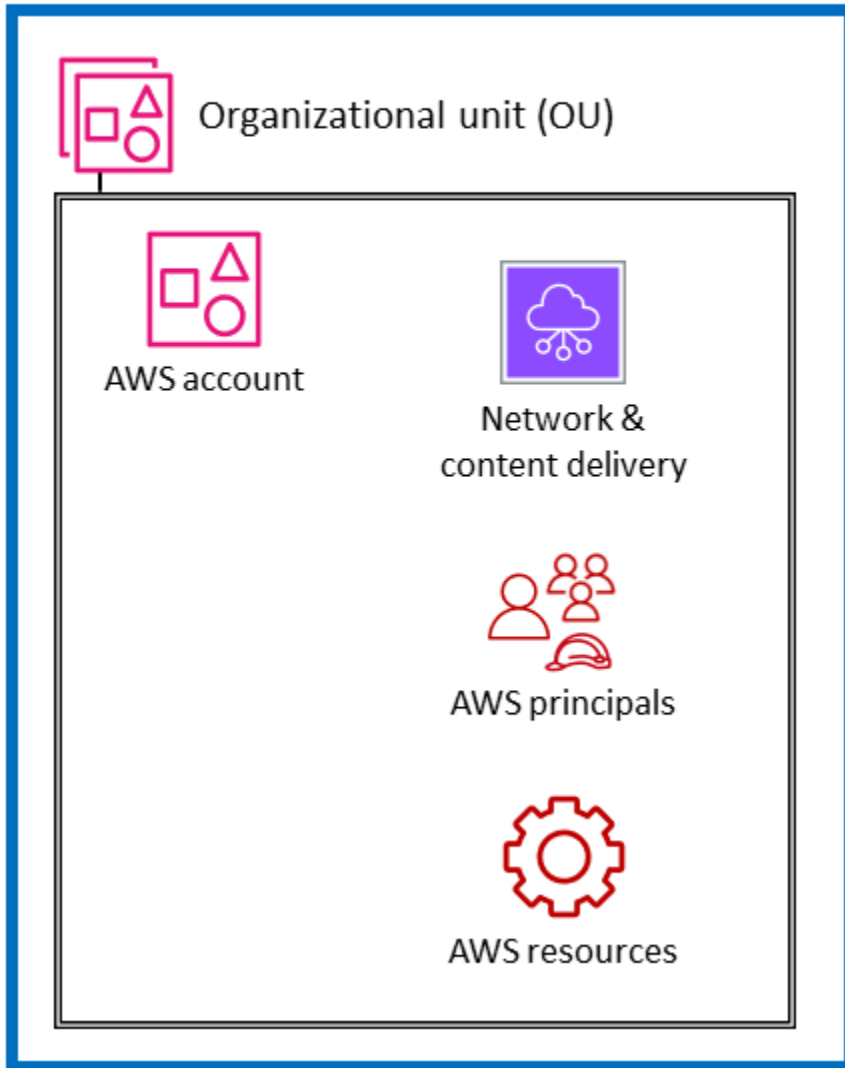 Organizational unit (OU)
AWS account
Network &
content delivery
AWS principals
AWS resources